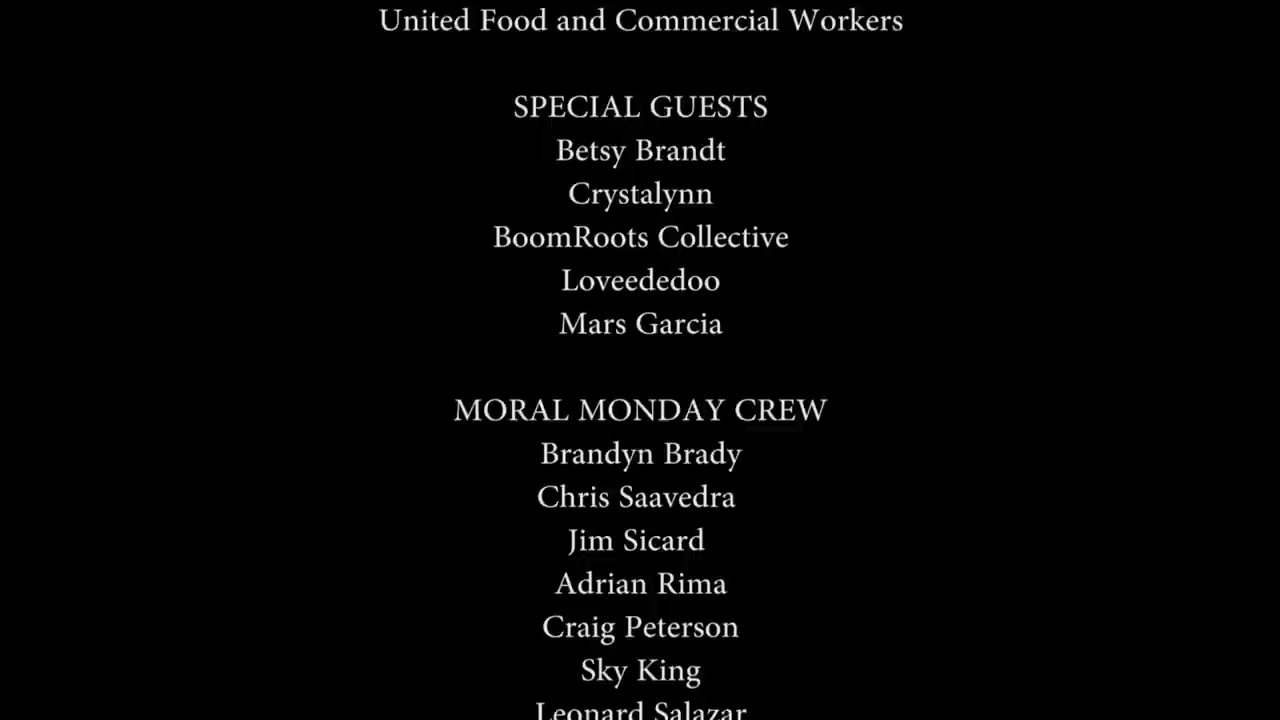 United Food and Commercial Workers
SPECIAL GUESTS
Betsy Brandt
Crystalynn
BoomRoots Collective
Loveededoo
Mars Garcia
MORAL MONDAY CREW
Brandyn Brady
Chris Saavedra
Jim Sicard
Adrian Rima
Craig Peterson
Sky King
Leonard Salazar